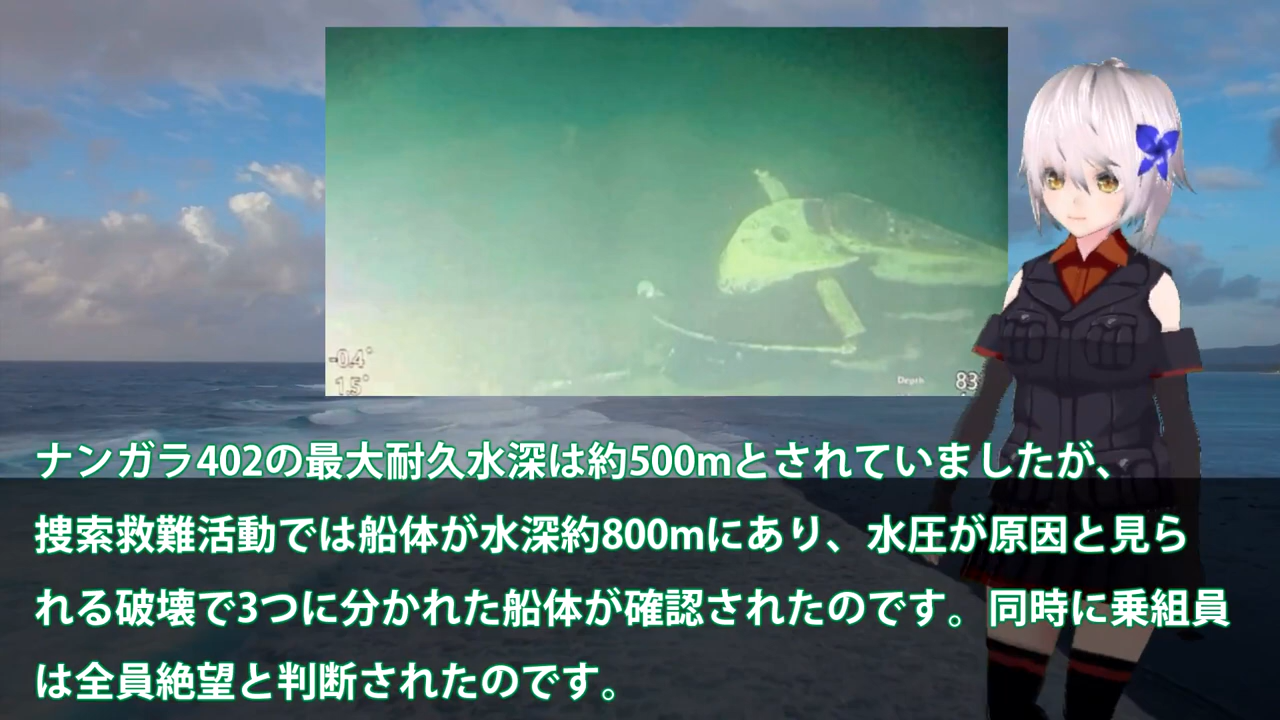 -0.4°
1.5°
Depth 83
ナンガラ402の最大耐久水深は約500mとされていましたが、
捜索救難活動では船体が水深約800mにあり、水圧が原因と見ら
れる破壊で3つに分かれた船体が確認されたのです。同時に乗組員
は全員絶望と判断されたのです。